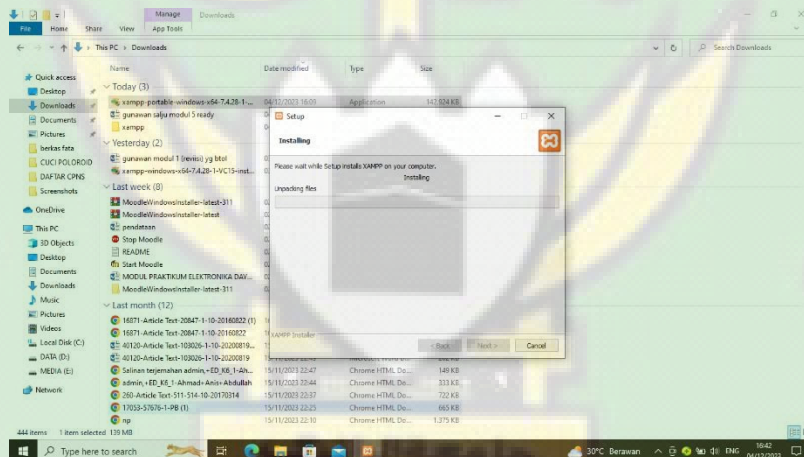 Manage
Downloads
File
Home
Share
View
App Tools
This PC
Downloads
Search Downloads
Name
Date modified
Type
Size
Quick access
Desktop
Downloads
Documents
Pictures
berkas fata
CUCI POLOROID
DAFTAR CPNS
Screenshots
OneDrive
This PC
3D Objects
Desktop
Documents
Downloads
Music
Pictures
Videos
Local Disk (C:)
DATA (D:)
MEDIA (E:)
Network
Today (3)
xampp-portable-windows-x64-7.4.28-1-... 04/12/2023 16:09 Application 142.924 KB
gunawan salju modul 5 ready
xampp
Yesterday (2)
gunawan modul 1 (revisi) yg btol
xampp-windows-x64-7.4.28-1-VC15-inst...
Last week (8)
MoodleWindowsInstaller-latest-311
MoodleWindowsInstaller-latest
pendataan
Stop Moodle
README
Start Moodle
MODUL PRAKTIKUM ELEKTRONIKA DAY...
MoodleWindowsInstaller-latest-311
Last month (12)
16871-Article Text-20847-1-10-20160822 (1)
16871-Article Text-20847-1-10-20160822
40120-Article Text-103026-1-10-20200819...
40120-Article Text-103026-1-10-20200819
Salinan terjemahan admin,+ED_K6_1-Ah... 15/11/2023 22:47 Chrome HTML Do... 149 KB
admin,+ED_K6_1-Ahmad+Anis+Abdullah 15/11/2023 22:44 Chrome HTML Do... 333 KB
260-Article Text-511-514-10-20170314 15/11/2023 22:37 Chrome HTML Do... 722 KB
17053-57676-1-PB (1) 15/11/2023 22:25 Chrome HTML Do... 665 KB
np 15/11/2023 Chrome HTML Do... 1.375 KB
Setup
Installing
Please wait while Setup installs XAMPP on your computer.
Installing
Unpacking files
XAMPP Installer
< Back
Next >
Cancel
444 items
1 item selected 139 MB
Type here to search
30°C Berawan
ENG
16:42
04/12/2023